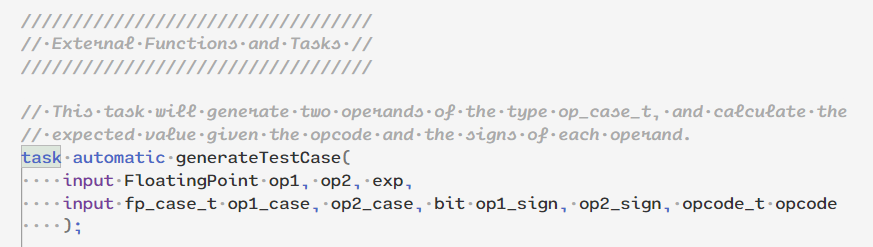 //////////////////////////////////
// External Functions and Tasks //
//////////////////////////////////
// This task will generate two operands of the type op_case_t, and calculate the
// expected value given the opcode and the signs of each operand.
task automatic generateTestCase(
    input FloatingPoint op1, op2, exp,
    input fp_case_t op1_case, op2_case, bit op1_sign, op2_sign, opcode_t opcode
    );